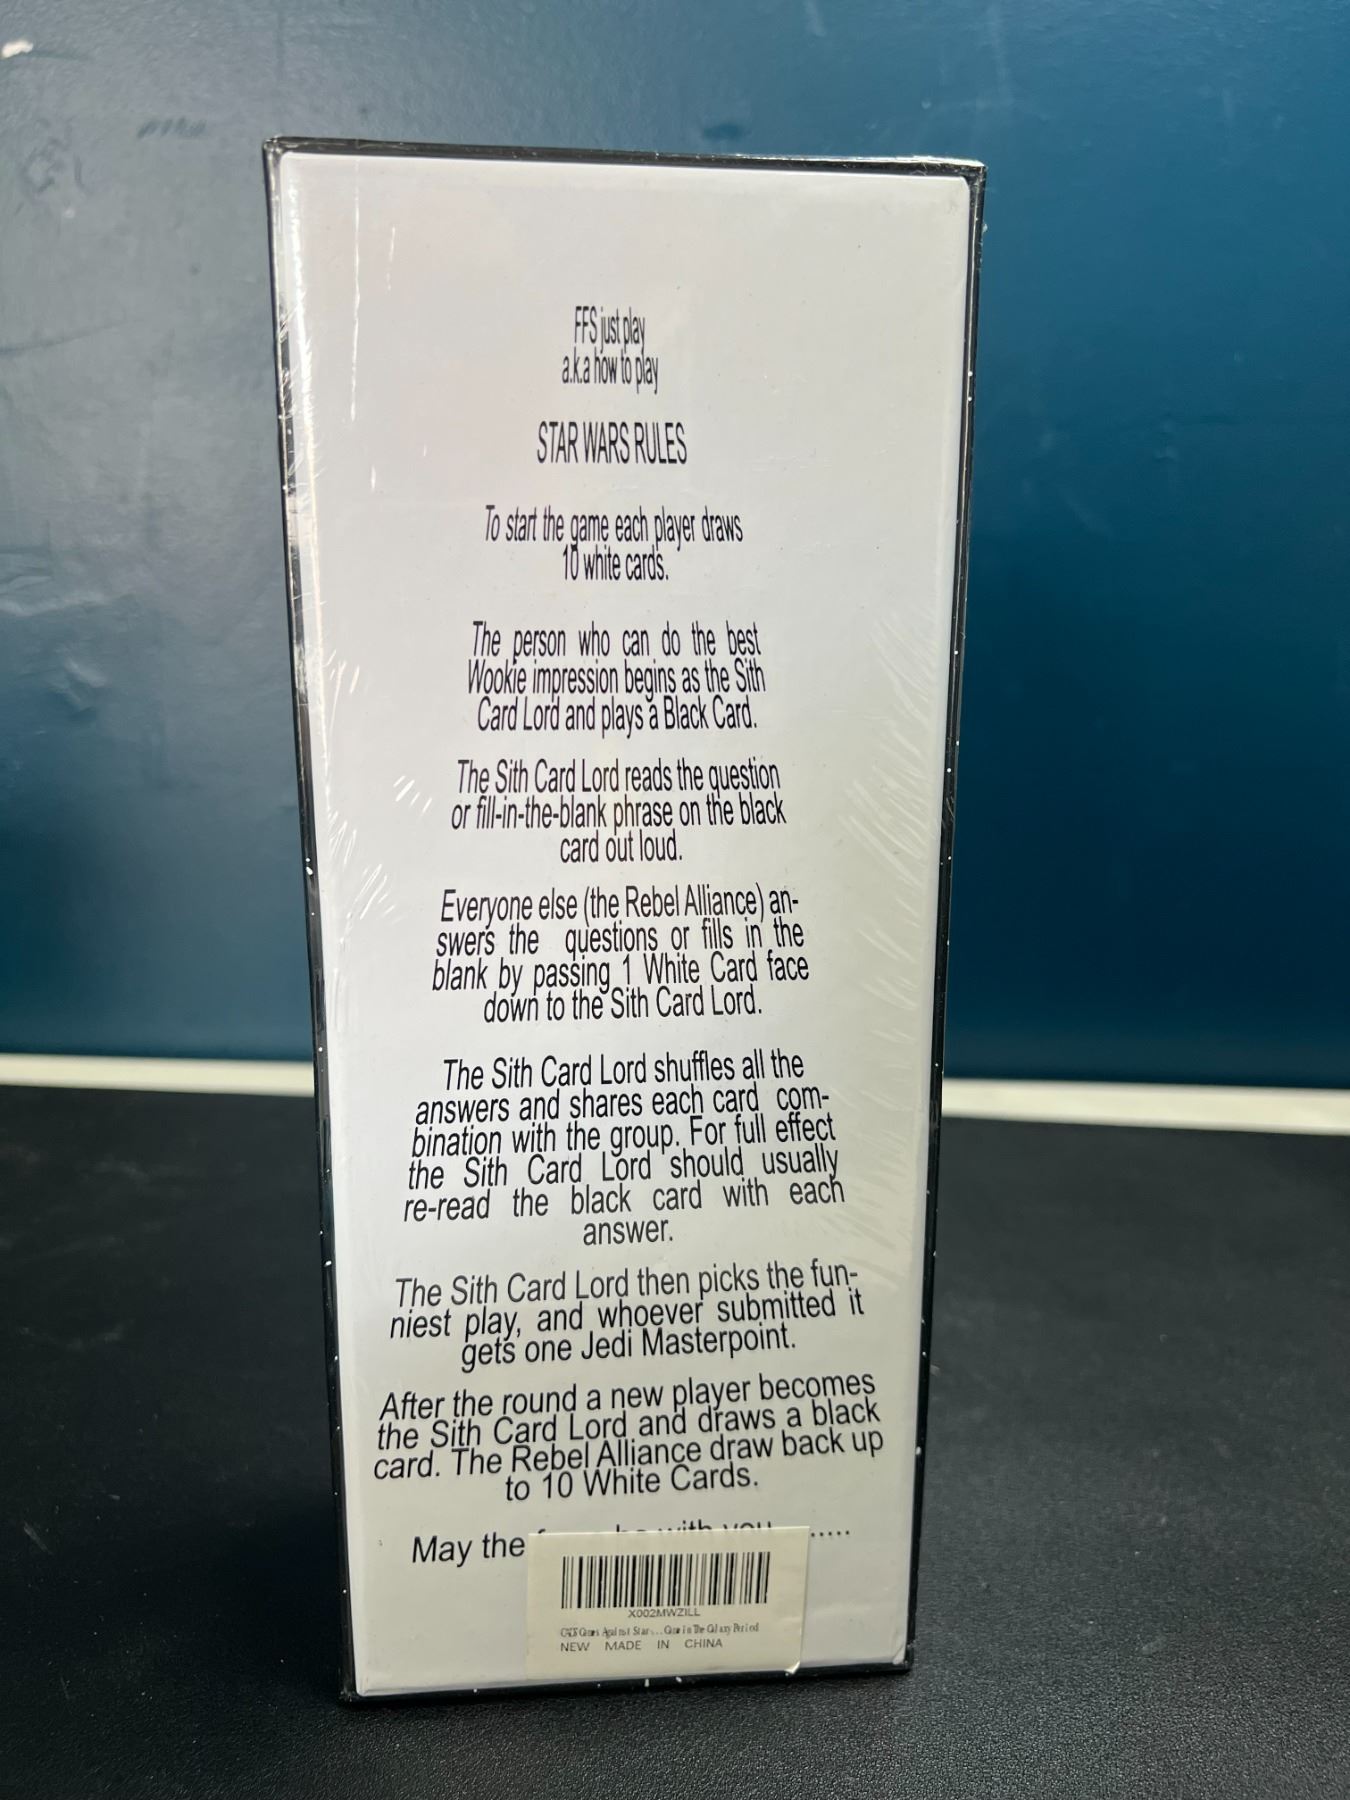 FFS just play
a.k.a how to play
STAR WARS RULES
To start the game each player draws
10 white cards.
The person who can do the best
Wookie impression begins as the Sith
Card Lord and plays a Black Card.
The Sith Card Lord reads the question
or fill-in-the-blank phrase on the black
card out loud.
Everyone else (the Rebel Alliance) an-
swers the questions or fills in the
blank by passing 1 White Card face
down to the Sith Card Lord.
The Sith Card Lord shuffles all the
answers and shares each card com-
bination with the group. For full effect
the Sith Card Lord should usually
re-read the black card with each
answer.
The Sith Card Lord then picks the fun-
niest play, and whoever submitted it
gets one Jedi Masterpoint.
After the round a new player becomes
the Sith Card Lord and draws a black
card. The Rebel Alliance draw back up
to 10 White Cards.
May the with you ......
X002MWZILL
Against Star ... in The Galaxy Period
NEW MADE IN CHINA